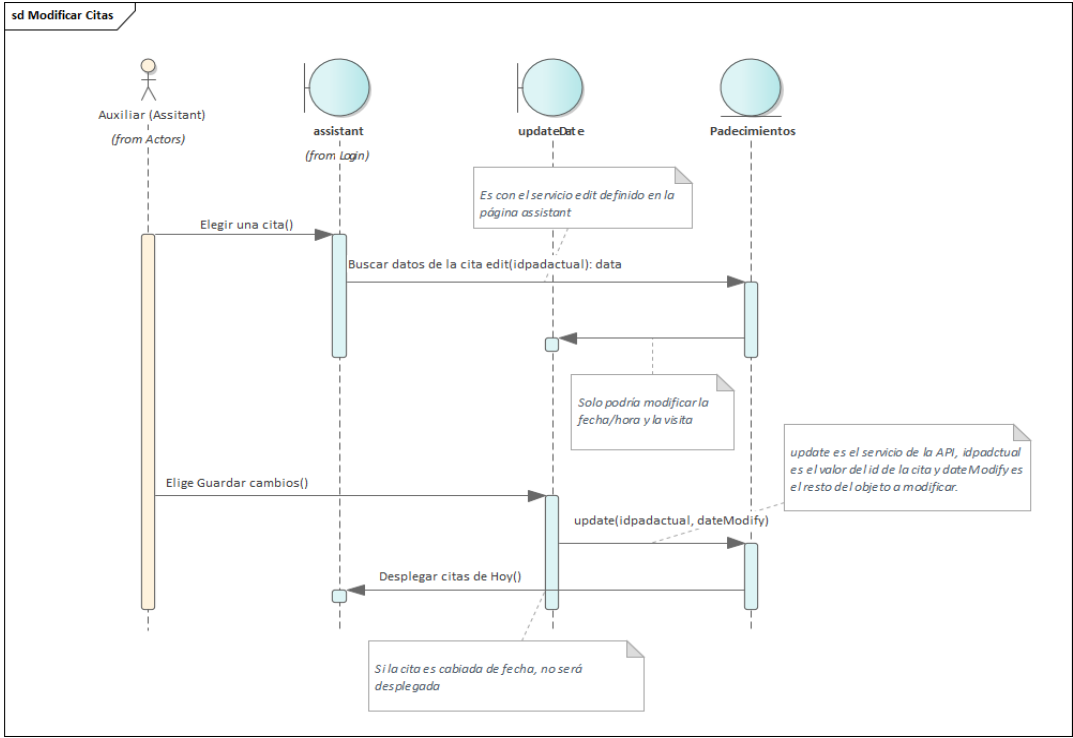 sd Modificar Citas
Auxiliar (Assitant)
(from Actors)
assistant
(from Login)
updateDate
Padecimientos
Es con el servicio edit definido en la
página assistant
Elegir una cita()
Buscar datos de la cita edit(idpadactual): data
Solo podría modificar la
fecha/hora y la visita
update es el servicio de la API, idpadctual
es el valor del id de la cita y dateModify es
el resto del objeto a modificar.
Elige Guardar cambios()
update(idpadactual, dateModify)
Desplegar citas de Hoy()
Si la cita es cabiada de fecha, no será
desplegada